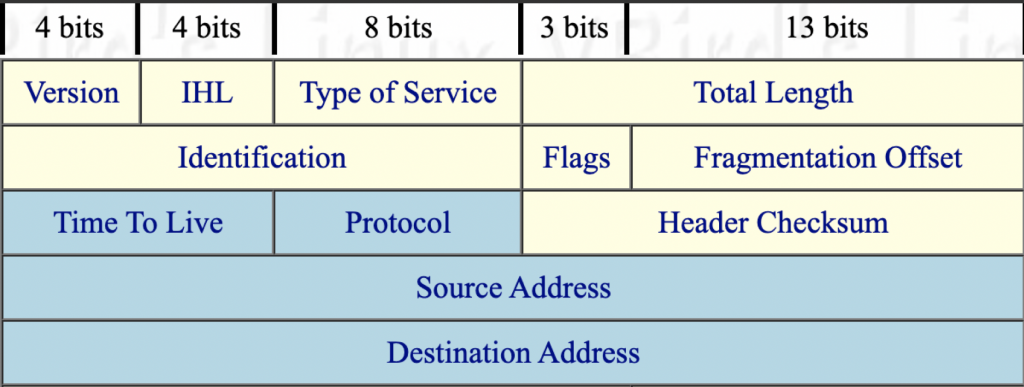 4 bits 4 bits 8 bits 3 bits 13 bits
Version IHL Type of Service Total Length
Identification Flags Fragmentation Offset
Time To Live Protocol Header Checksum
Source Address
Destination Address